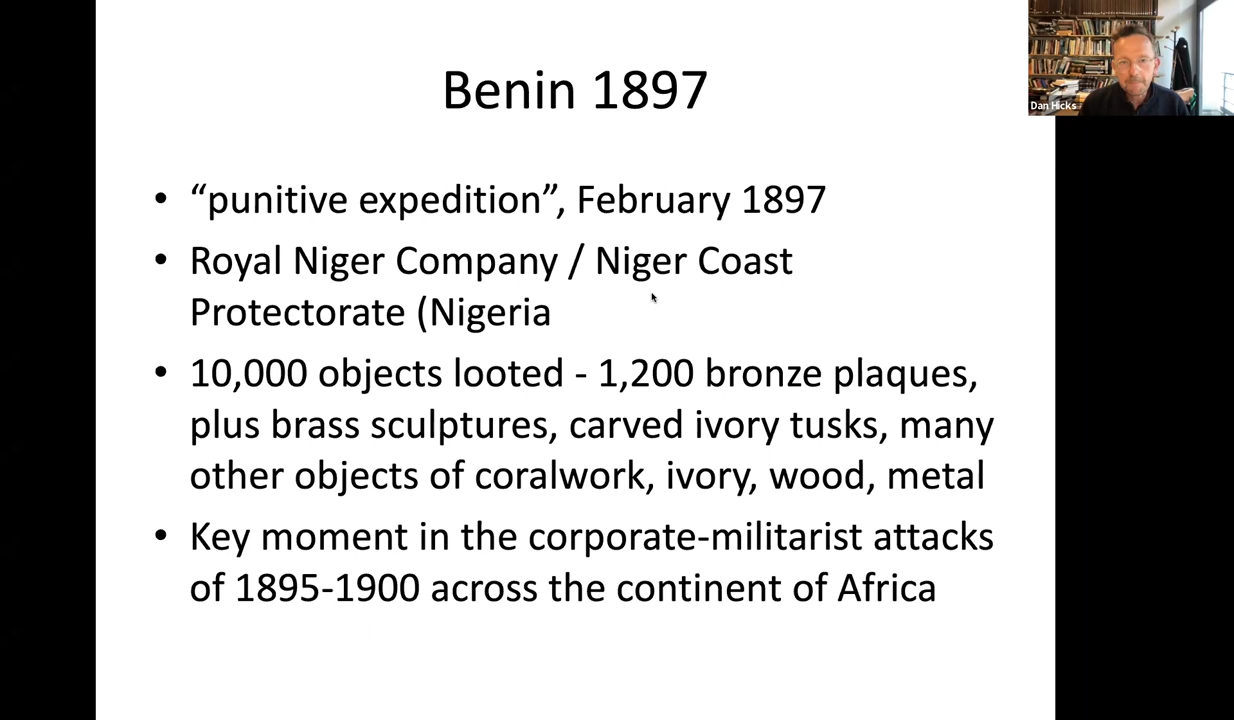 Benin 1897
Dan Hicks
• “punitive expedition”, February 1897
• Royal Niger Company / Niger Coast
Protectorate (Nigeria
• 10,000 objects looted - 1,200 bronze plaques,
plus brass sculptures, carved ivory tusks, many
other objects of coralwork, ivory, wood, metal
• Key moment in the corporate-militarist attacks
of 1895-1900 across the continent of Africa